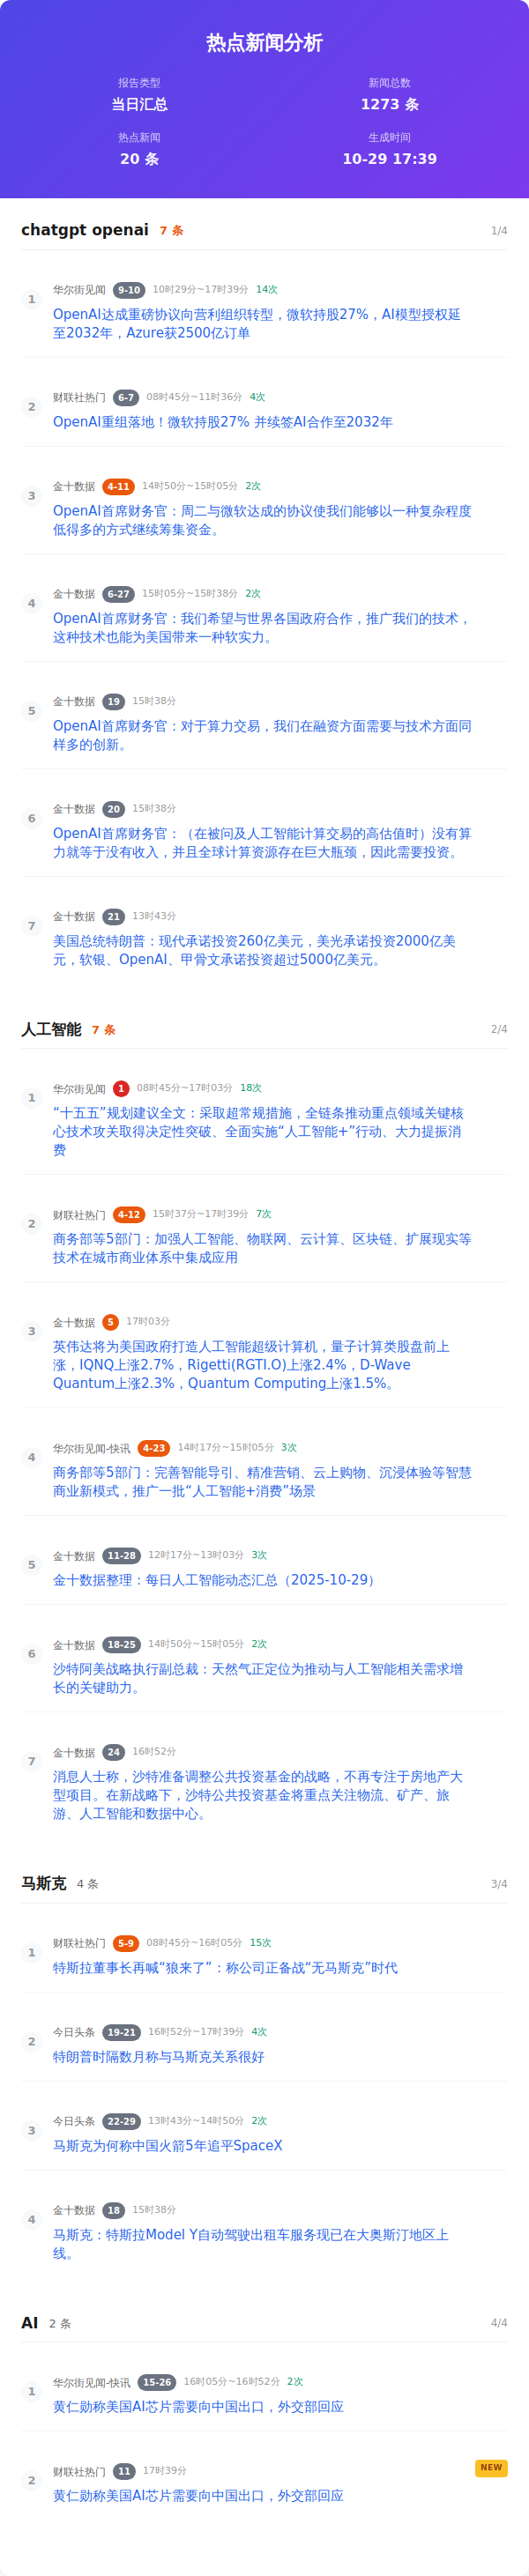 热点新闻分析
报告类型
新闻总数
当日汇总
1273 条
热点新闻
生成时间
20 条
10-29 17:39
chatgpt openai 7 条 1/4
1 华尔街见闻 9-10 10时29分~17时39分 14次
OpenAI达成重磅协议向营利组织转型，微软持股27%，AI模型授权延
至2032年，Azure获2500亿订单
2 财联社热门 6-7 08时45分~11时36分 4次
OpenAI重组落地！微软持股27% 并续签AI合作至2032年
3 金十数据 4-11 14时50分~15时05分 2次
OpenAI首席财务官：周二与微软达成的协议使我们能够以一种复杂程度
低得多的方式继续筹集资金。
4 金十数据 6-27 15时05分~15时38分 2次
OpenAI首席财务官：我们希望与世界各国政府合作，推广我们的技术，
这种技术也能为美国带来一种软实力。
5 金十数据 19 15时38分
OpenAI首席财务官：对于算力交易，我们在融资方面需要与技术方面同
样多的创新。
6 金十数据 20 15时38分
OpenAI首席财务官：（在被问及人工智能计算交易的高估值时）没有算
力就等于没有收入，并且全球计算资源存在巨大瓶颈，因此需要投资。
7 金十数据 21 13时43分
美国总统特朗普：现代承诺投资260亿美元，美光承诺投资2000亿美
元，软银、OpenAI、甲骨文承诺投资超过5000亿美元。
人工智能 7 条 2/4
1 华尔街见闻 1 08时45分~17时03分 18次
“十五五”规划建议全文：采取超常规措施，全链条推动重点领域关键核
心技术攻关取得决定性突破、全面实施“人工智能+”行动、大力提振消
费
2 财联社热门 4-12 15时37分~17时39分 7次
商务部等5部门：加强人工智能、物联网、云计算、区块链、扩展现实等
技术在城市商业体系中集成应用
3 金十数据 5 17时03分
英伟达将为美国政府打造人工智能超级计算机，量子计算类股盘前上
涨，IQNQ上涨2.7%，Rigetti(RGTI.O)上涨2.4%，D-Wave
Quantum上涨2.3%，Quantum Computing上涨1.5%。
4 华尔街见闻-快讯 4-23 14时17分~15时05分 3次
商务部等5部门：完善智能导引、精准营销、云上购物、沉浸体验等智慧
商业新模式，推广一批“人工智能+消费”场景
5 金十数据 11-28 12时17分~13时03分 3次
金十数据整理：每日人工智能动态汇总（2025-10-29）
6 金十数据 18-25 14时50分~15时05分 2次
沙特阿美战略执行副总裁：天然气正定位为推动与人工智能相关需求增
长的关键助力。
7 金十数据 24 16时52分
消息人士称，沙特准备调整公共投资基金的战略，不再专注于房地产大
型项目。在新战略下，沙特公共投资基金将重点关注物流、矿产、旅
游、人工智能和数据中心。
马斯克 4 条 3/4
1 财联社热门 5-9 08时45分~16时05分 15次
特斯拉董事长再喊“狼来了”：称公司正备战“无马斯克”时代
2 今日头条 19-21 16时52分~17时39分 4次
特朗普时隔数月称与马斯克关系很好
3 今日头条 22-29 13时43分~14时50分 2次
马斯克为何称中国火箭5年追平SpaceX
4 金十数据 18 15时38分
马斯克：特斯拉Model Y自动驾驶出租车服务现已在大奥斯汀地区上
线。
AI 2 条 4/4
1 华尔街见闻-快讯 15-26 16时05分~16时52分 2次
黄仁勋称美国AI芯片需要向中国出口，外交部回应
2 财联社热门 11 17时39分 NEW
黄仁勋称美国AI芯片需要向中国出口，外交部回应